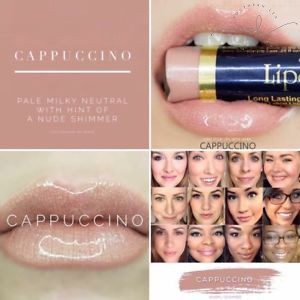 CAPPUCCINO
PALE MILKY NEUTRAL
WITH HINT OF
A NUDE SHIMMER
Lip
Long Lasting
CAPPUCCINO
CAPPUCCINO
CAPPUCCINO